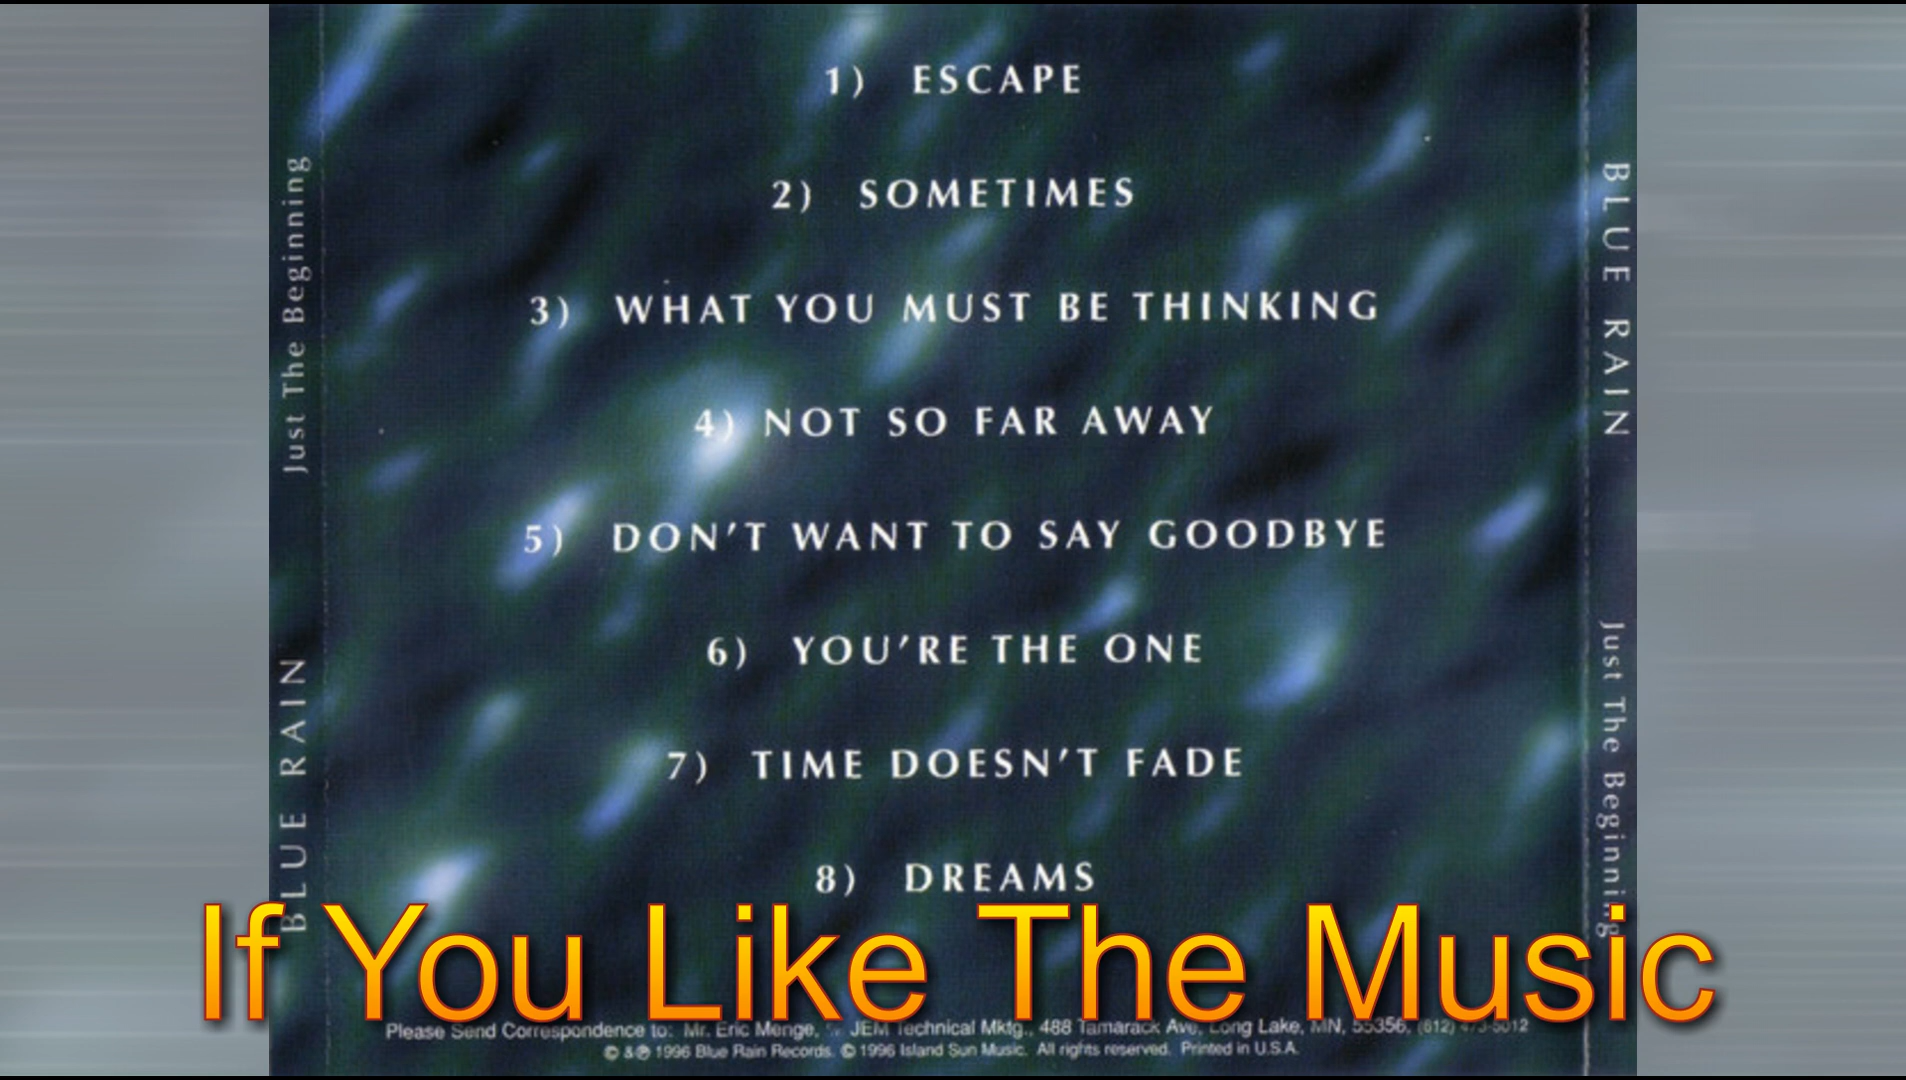 1) ESCAPE
2) SOMETIMES
3) WHAT YOU MUST BE THINKING
4) NOT SO FAR AWAY
5) DON'T WANT TO SAY GOODBYE
6) YOU'RE THE ONE
7) TIME DOESN'T FADE
8) DREAMS
BLUE RAIN Just The Beginning
BLUE RAIN Just The Beginning
If You Like The Music
Please Send Correspondence to: Mr. Eric Menge, JEM Technical Mktg., 488 Tamarack Ave, Long Lake, MN, 55356, (612) 473-5012
© & ℗ 1996 Blue Rain Records. © 1996 Island Sun Music. All rights reserved. Printed in U.S.A.